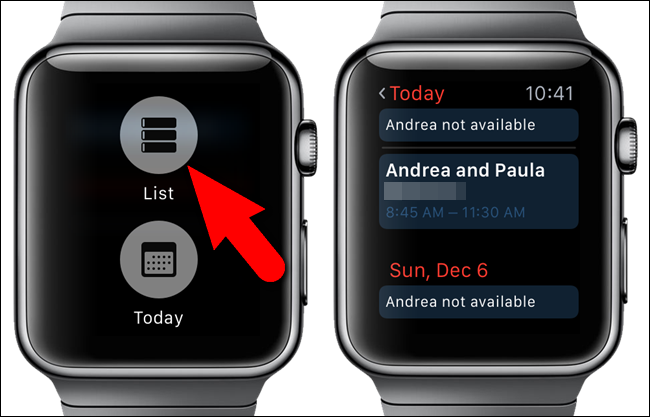 List
Today
Today 10:41
Andrea not available
Andrea and Paula
8:45 AM – 11:30 AM
Sun, Dec 6
Andrea not available